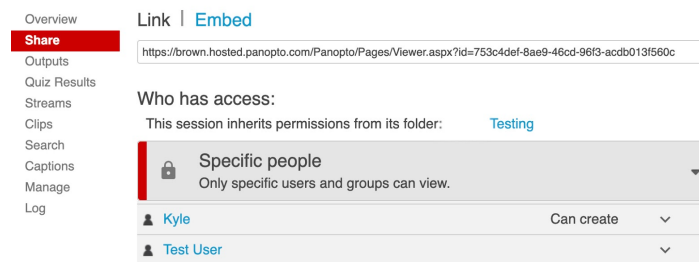 Overview
Share
Outputs
Quiz Results
Streams
Clips
Search
Captions
Manage
Log
Link | Embed
https://brown.hosted.panopto.com/Panopto/Pages/Viewer.aspx?id=753c4def-8ae9-46cd-96f3-acdb013f560c
Who has access:
This session inherits permissions from its folder: Testing
Specific people
Only specific users and groups can view.
Kyle Can create
Test User